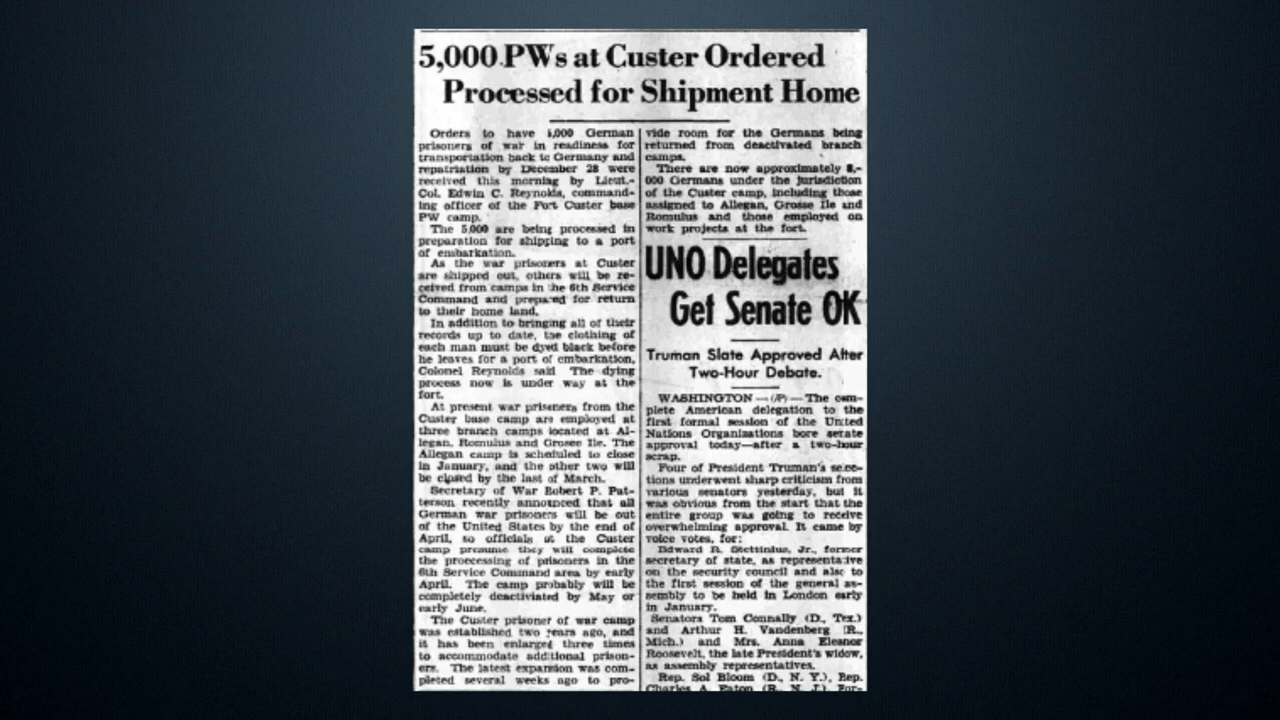 5,000 PWs at Custer Ordered
Processed for Shipment Home
Orders to have 5,000 German
prisoners of war in readiness for
transportation back to Germany and
repatriation by December 28 were
received this morning by Lieut.-
Col. Edwin C. Reynolds, command-
ing officer of the Fort Custer base
PW camp.
The 5,000 are being processed in
preparation for shipping to a port
of embarkation.
As the war prisoners at Custer
are shipped out, others will be re-
ceived from camps in the 6th Service
Command and prepared for return
to their home land.
In addition to bringing all of their
records up to date, the clothing of
each man must be dyed black before
he leaves for a port of embarkation,
Colonel Reynolds said The dying
process now is under way at the
fort.
At present war prisoners from the
Custer base camp are employed at
three branch camps located at Al-
legan, Romulus and Grosse Ile. The
Allegan camp is scheduled to close
in January, and the other two will
be closed by the last of March.
Secretary of War Robert P. Pat-
terson recently announced that all
German war prisoners will be out
of the United States by the end of
April, so officials at the Custer
camp presume they will complete
the processing of prisoners in the
6th Service Command area by early
April. The camp probably will be
completely deactivated by May or
early June.
The Custer prisoner of war camp
was established two years ago, and
it has been enlarged three times
to accommodate additional prison-
ers. The latest expansion was com-
pleted several weeks ago to pro-
vide room for the Germans being
returned from deactivated branch
camps.
There are now approximately 8,-
000 Germans under the jurisdiction
of the Custer camp, including those
assigned to Allegan, Grosse Ile and
Romulus and those employed on
work projects at the fort.
UNO Delegates
Get Senate OK
Truman Slate Approved After
Two-Hour Debate.
WASHINGTON — (AP) — The com-
plete American delegation to the
first formal session of the United
Nations Organizations bore senate
approval today—after a two-hour
scrap.
Four of President Truman's selec-
tions underwent sharp criticism from
various senators yesterday, but it
was obvious from the start that the
entire group was going to receive
overwhelming approval. It came by
voice votes, for:
Edward R. Stettinius, Jr., former
secretary of state, as representative
on the security council and also to
the first session of the general as-
sembly to be held in London early
in January.
Senators Tom Connally (D., Tex.)
and Arthur H. Vandenberg (R.,
Mich.) and Mrs. Anna Eleanor
Roosevelt, the late President's widow,
as assembly representatives.
Rep. Sol Bloom (D., N. Y.), Rep.
Charles A. Eaton (R., N. J.), For-